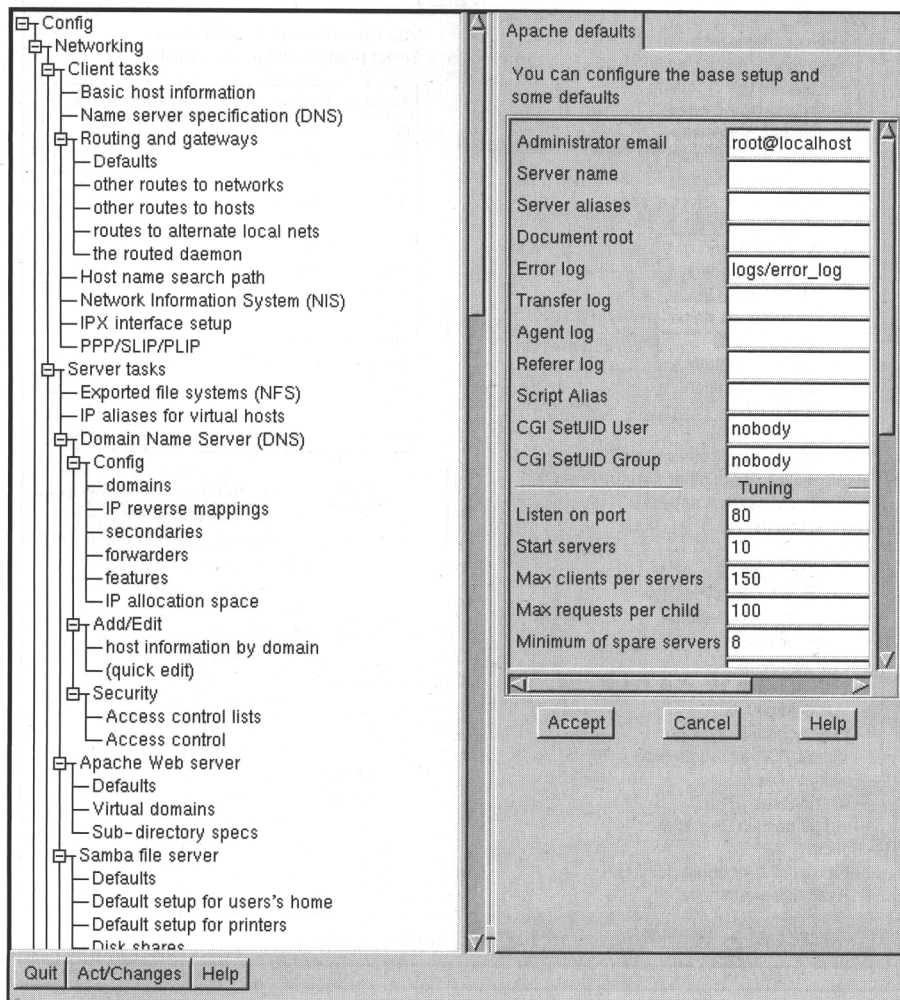 Config
Networking
Client tasks
Basic host information
Name server specification (DNS)
Routing and gateways
Defaults
other routes to networks
other routes to hosts
routes to alternate local nets
the routed daemon
Host name search path
Network Information System (NIS)
IPX interface setup
PPP/SLIP/PLIP
Server tasks
Exported file systems (NFS)
IP aliases for virtual hosts
Domain Name Server (DNS)
Config
domains
IP reverse mappings
secondaries
forwarders
features
IP allocation space
Add/Edit
host information by domain
(quick edit)
Security
Access control lists
Access control
Apache Web server
Defaults
Virtual domains
Sub-directory specs
Samba file server
Defaults
Default setup for users's home
Default setup for printers
Disk shares
Quit Act/Changes Help
Apache defaults
You can configure the base setup and
some defaults
Administrator email root@localhost
Server name
Server aliases
Document root
Error log logs/error_log
Transfer log
Agent log
Referer log
Script Alias
CGI SetUID User nobody
CGI SetUID Group nobody
Tuning
Listen on port 80
Start servers 10
Max clients per servers 150
Max requests per child 100
Minimum of spare servers 8
Accept Cancel Help